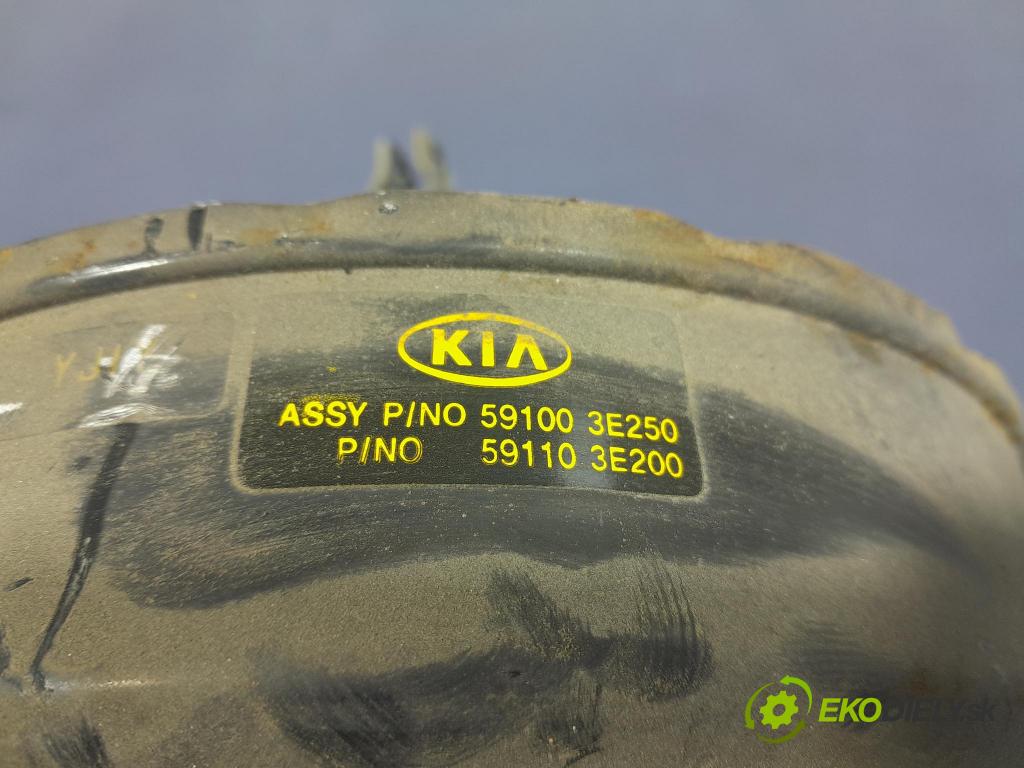 KIA
ASSY P/NO 59100 3E250
P/NO 59110 3E200
EKODIELY.sk